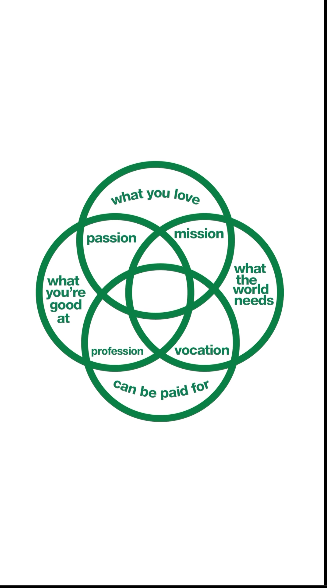 what you love
passion
mission
what
you're
good
at
what
the
world
needs
profession
vocation
can be paid for